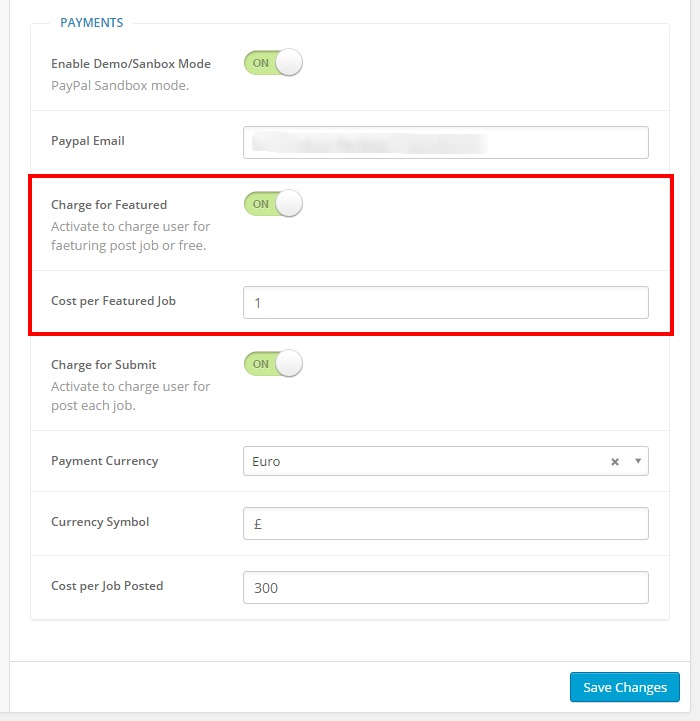 PAYMENTS
Enable Demo/Sanbox Mode
ON
PayPal Sandbox mode.
Paypal Email
Charge for Featured
ON
Activate to charge user for
faeturing post job or free.
Cost per Featured Job
1
Charge for Submit
ON
Activate to charge user for
post each job.
Payment Currency
Euro
Currency Symbol
£
Cost per Job Posted
300
Save Changes